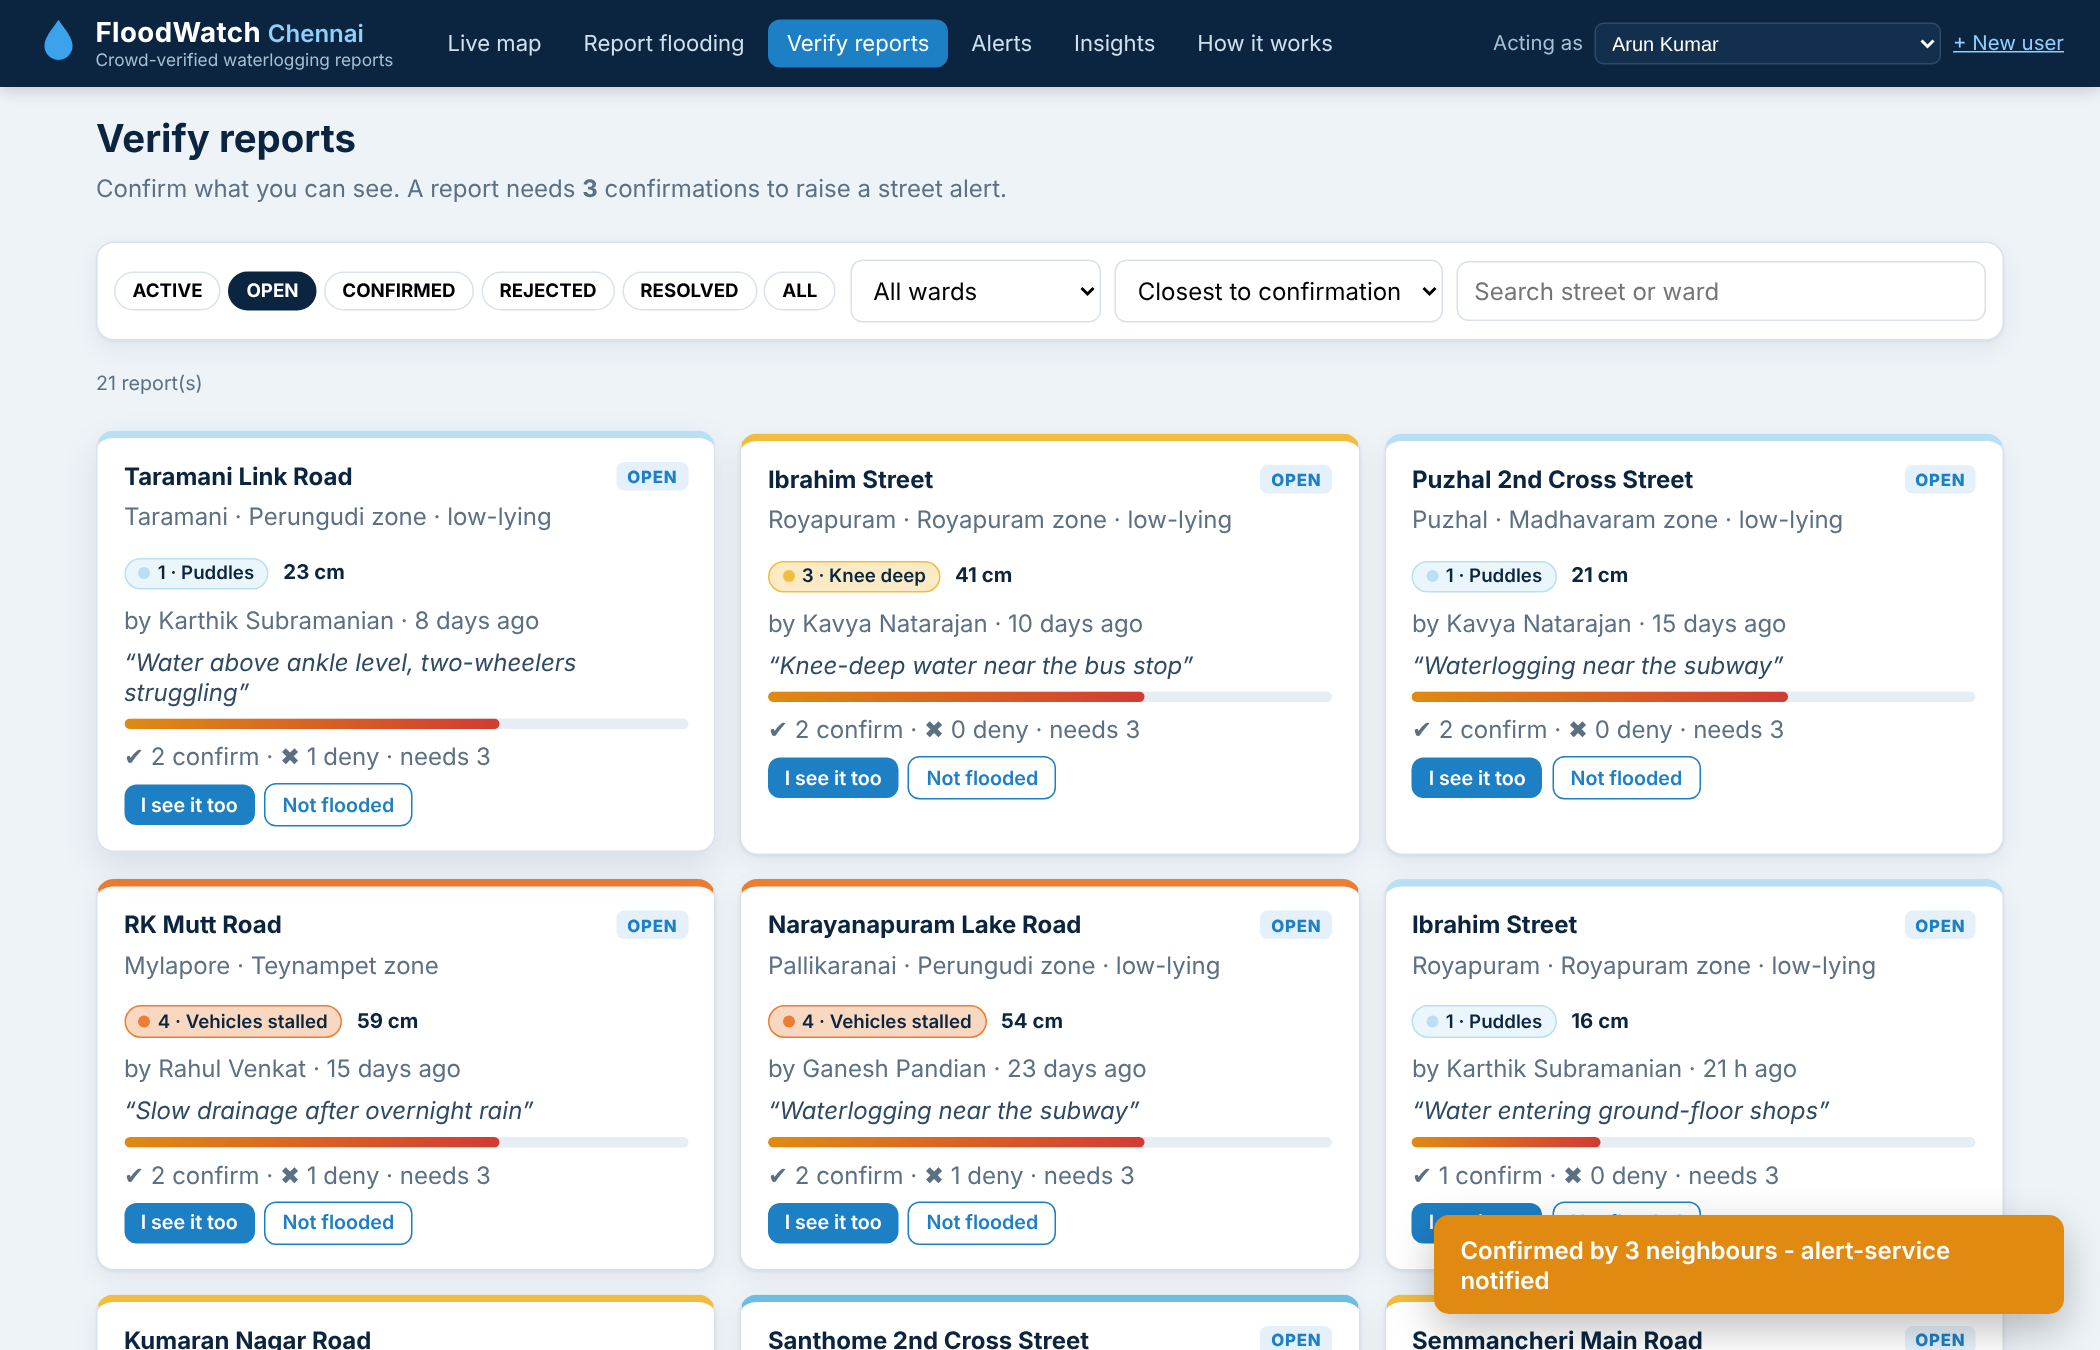 FloodWatch Chennai
Crowd-verified waterlogging reports
Live map
Report flooding
Verify reports
Alerts
Insights
How it works
Acting as
Arun Kumar
+ New user
Verify reports
Confirm what you can see. A report needs 3 confirmations to raise a street alert.
ACTIVE
OPEN
CONFIRMED
REJECTED
RESOLVED
ALL
All wards
Closest to confirmation
Search street or ward
21 report(s)
Taramani Link Road
OPEN
Taramani · Perungudi zone · low-lying
1 · Puddles
23 cm
by Karthik Subramanian · 8 days ago
“Water above ankle level, two-wheelers
struggling”
✔ 2 confirm · ✖ 1 deny · needs 3
I see it too
Not flooded
Ibrahim Street
OPEN
Royapuram · Royapuram zone · low-lying
3 · Knee deep
41 cm
by Kavya Natarajan · 10 days ago
“Knee-deep water near the bus stop”
✔ 2 confirm · ✖ 0 deny · needs 3
I see it too
Not flooded
Puzhal 2nd Cross Street
OPEN
Puzhal · Madhavaram zone · low-lying
1 · Puddles
21 cm
by Kavya Natarajan · 15 days ago
“Waterlogging near the subway”
✔ 2 confirm · ✖ 0 deny · needs 3
I see it too
Not flooded
RK Mutt Road
OPEN
Mylapore · Teynampet zone
4 · Vehicles stalled
59 cm
by Rahul Venkat · 15 days ago
“Slow drainage after overnight rain”
✔ 2 confirm · ✖ 1 deny · needs 3
I see it too
Not flooded
Narayanapuram Lake Road
OPEN
Pallikaranai · Perungudi zone · low-lying
4 · Vehicles stalled
54 cm
by Ganesh Pandian · 23 days ago
“Waterlogging near the subway”
✔ 2 confirm · ✖ 1 deny · needs 3
I see it too
Not flooded
Ibrahim Street
OPEN
Royapuram · Royapuram zone · low-lying
1 · Puddles
16 cm
by Karthik Subramanian · 21 h ago
“Water entering ground-floor shops”
✔ 1 confirm · ✖ 0 deny · needs 3
Confirmed by 3 neighbours - alert-service
notified
Kumaran Nagar Road
Santhome 2nd Cross Street
OPEN
Semmancheri Main Road
OPEN